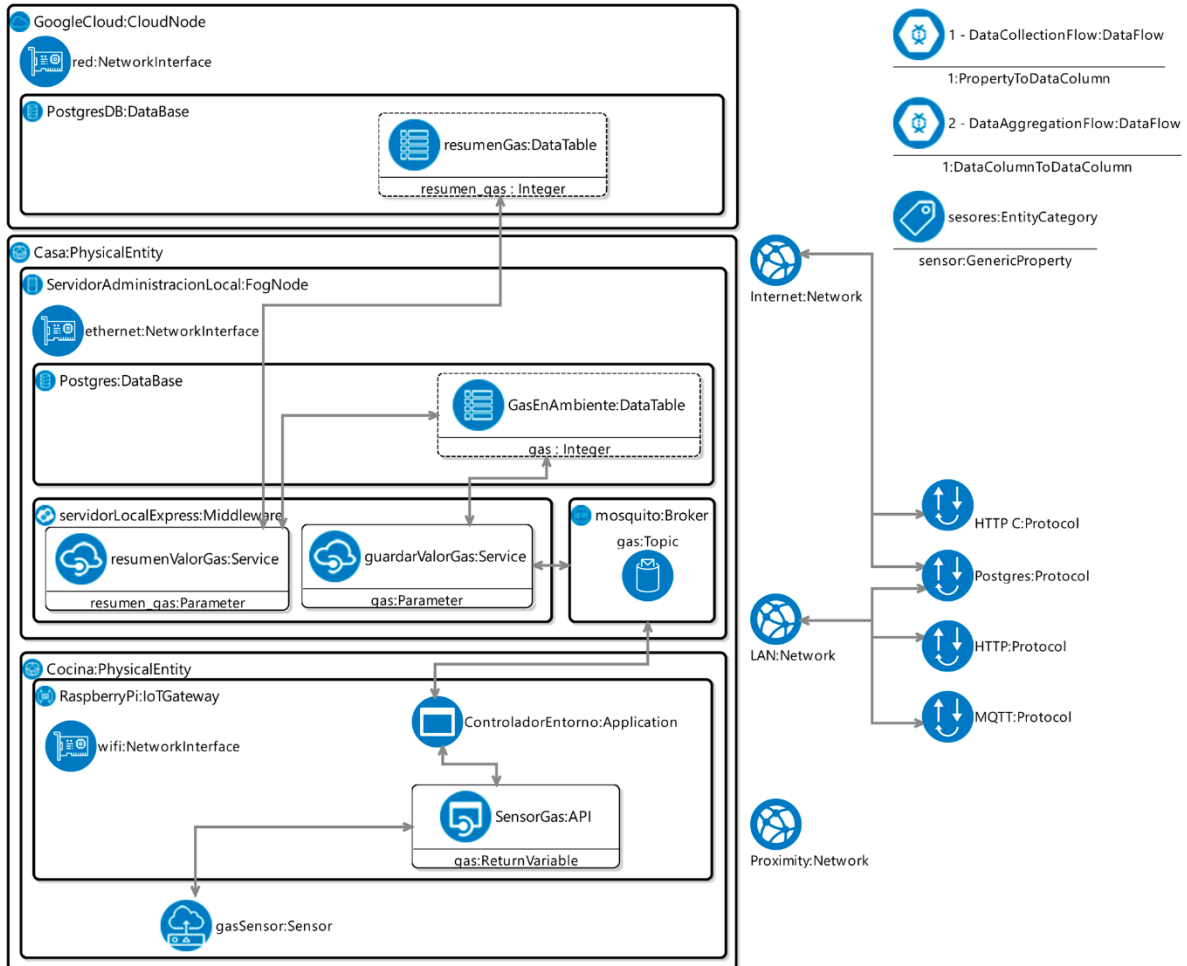 GoogleCloud:CloudNode
red:NetworkInterface
PostgresDB:DataBase
resumenGas:DataTable
resumen_gas : Integer
Casa:PhysicalEntity
ServidorAdministracionLocal:FogNode
ethernet:NetworkInterface
Postgres:DataBase
GasEnAmbiente:DataTable
gas : Integer
servidorLocalExpress:Middleware
resumenValorGas:Service
resumen_gas:Parameter
guardarValorGas:Service
gas:Parameter
mosquito:Broker
gas:Topic
Cocina:PhysicalEntity
RaspberryPi:IoTGateway
wifi:NetworkInterface
ControladorEntorno:Application
SensorGas:API
gas:ReturnVariable
gasSensor:Sensor
1 - DataCollectionFlow:DataFlow
1:PropertyToDataColumn
2 - DataAggregationFlow:DataFlow
1:DataColumnToDataColumn
sesores:EntityCategory
sensor:GenericProperty
Internet:Network
HTTP C:Protocol
Postgres:Protocol
LAN:Network
HTTP:Protocol
MQTT:Protocol
Proximity:Network